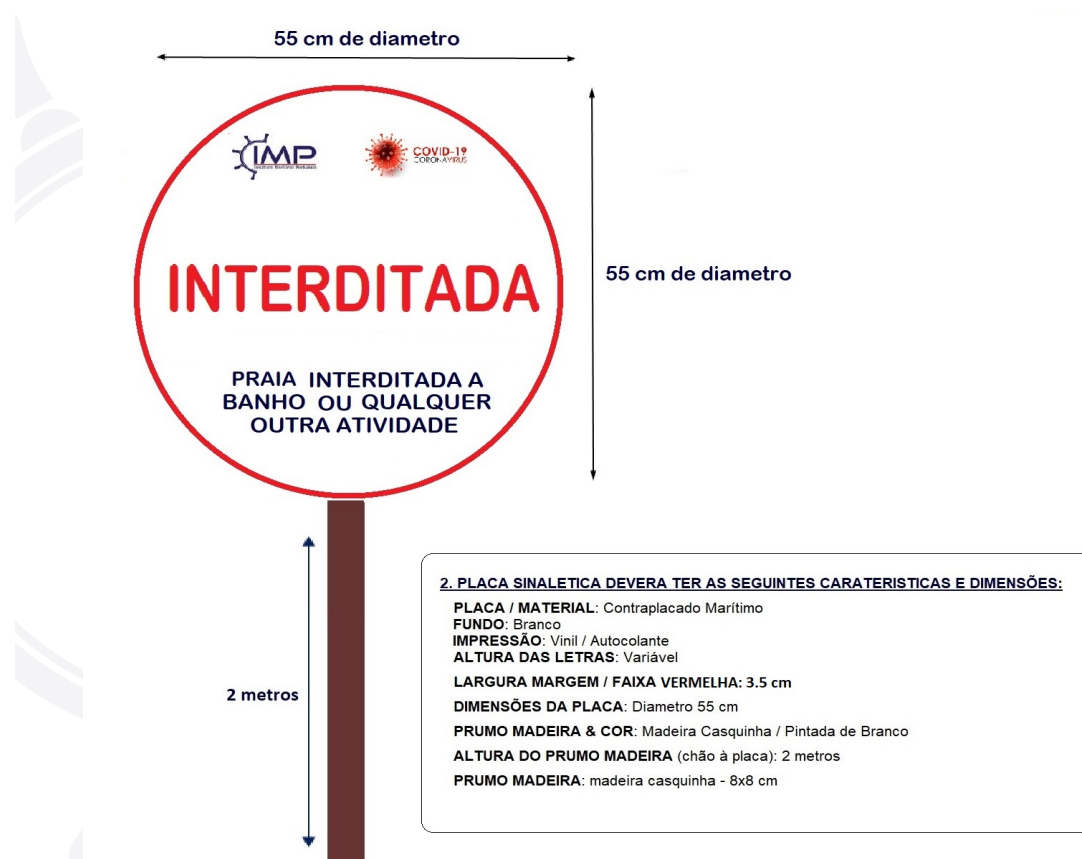 55 cm de diametro
IMP
COVID-19
CORONAVIRUS
INTERDITADA
55 cm de diametro
PRAIA INTERDITADA A
BANHO OU QUALQUER
OUTRA ATIVIDADE
2 metros
2. PLACA SINALETICA DEVERA TER AS SEGUINTES CARATERISTICAS E DIMENSÕES:
PLACA / MATERIAL: Contraplacado Marítimo
FUNDO: Branco
IMPRESSÃO: Vinil / Autocolante
ALTURA DAS LETRAS: Variável
LARGURA MARGEM / FAIXA VERMELHA: 3.5 cm
DIMENSÕES DA PLACA: Diametro 55 cm
PRUMO MADEIRA & COR: Madeira Casquinha / Pintada de Branco
ALTURA DO PRUMO MADEIRA (chão à placa): 2 metros
PRUMO MADEIRA: madeira casquinha - 8x8 cm